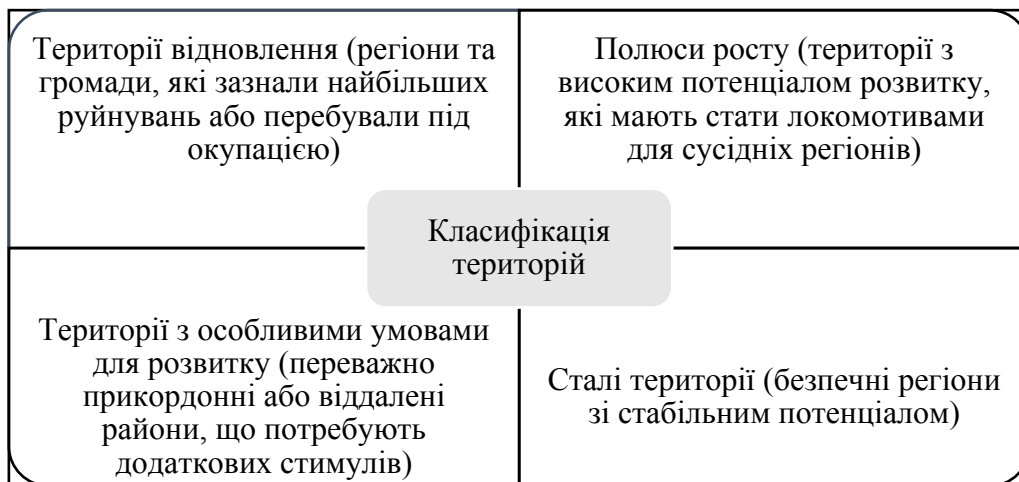 Території відновлення (регіони та
громади, які зазнали найбільших
руйнувань або перебували під
окупацією)
Полюси росту (території з
високим потенціалом розвитку,
які мають стати локомотивами
для сусідніх регіонів)
Класифікація
територій
Території з особливими умовами
для розвитку (переважно
прикордонні або віддалені
райони, що потребують
додаткових стимулів)
Сталі території (безпечні регіони
зі стабільним потенціалом)